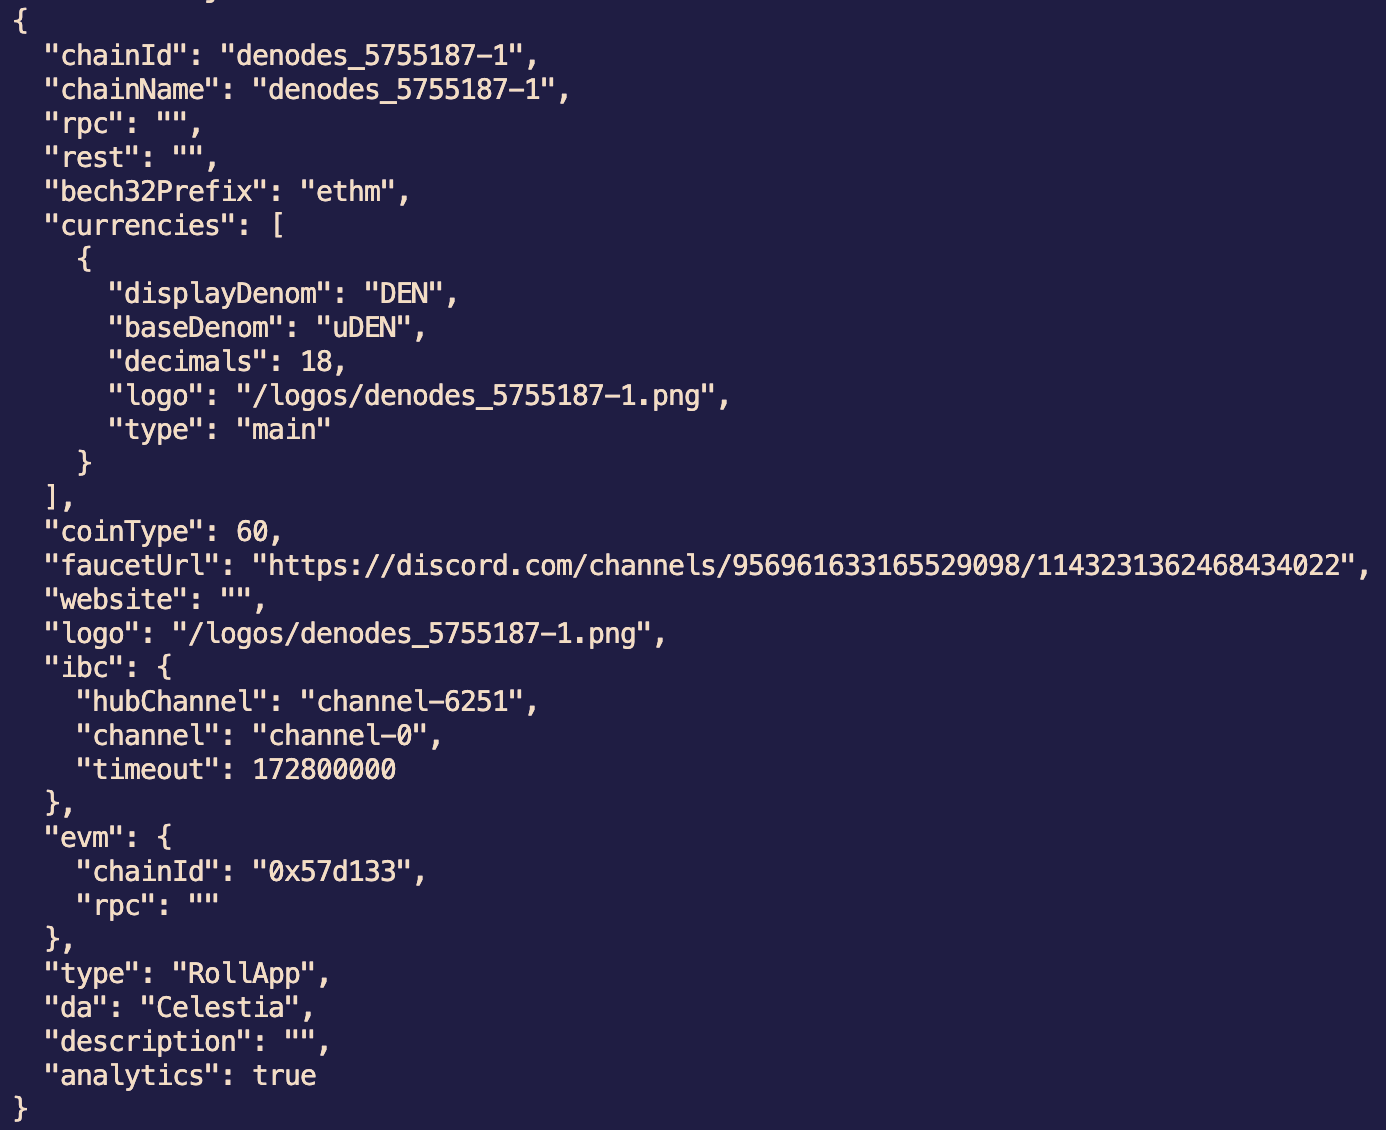 {
  "chainId": "denodes_5755187-1",
  "chainName": "denodes_5755187-1",
  "rpc": "",
  "rest": "",
  "bech32Prefix": "ethm",
  "currencies": [
    {
      "displayDenom": "DEN",
      "baseDenom": "uDEN",
      "decimals": 18,
      "logo": "/logos/denodes_5755187-1.png",
      "type": "main"
    }
  ],
  "coinType": 60,
  "faucetUrl": "https://discord.com/channels/956961633165529098/1143231362468434022",
  "website": "",
  "logo": "/logos/denodes_5755187-1.png",
  "ibc": {
    "hubChannel": "channel-6251",
    "channel": "channel-0",
    "timeout": 172800000
  },
  "evm": {
    "chainId": "0x57d133",
    "rpc": ""
  },
  "type": "RollApp",
  "da": "Celestia",
  "description": "",
  "analytics": true
}